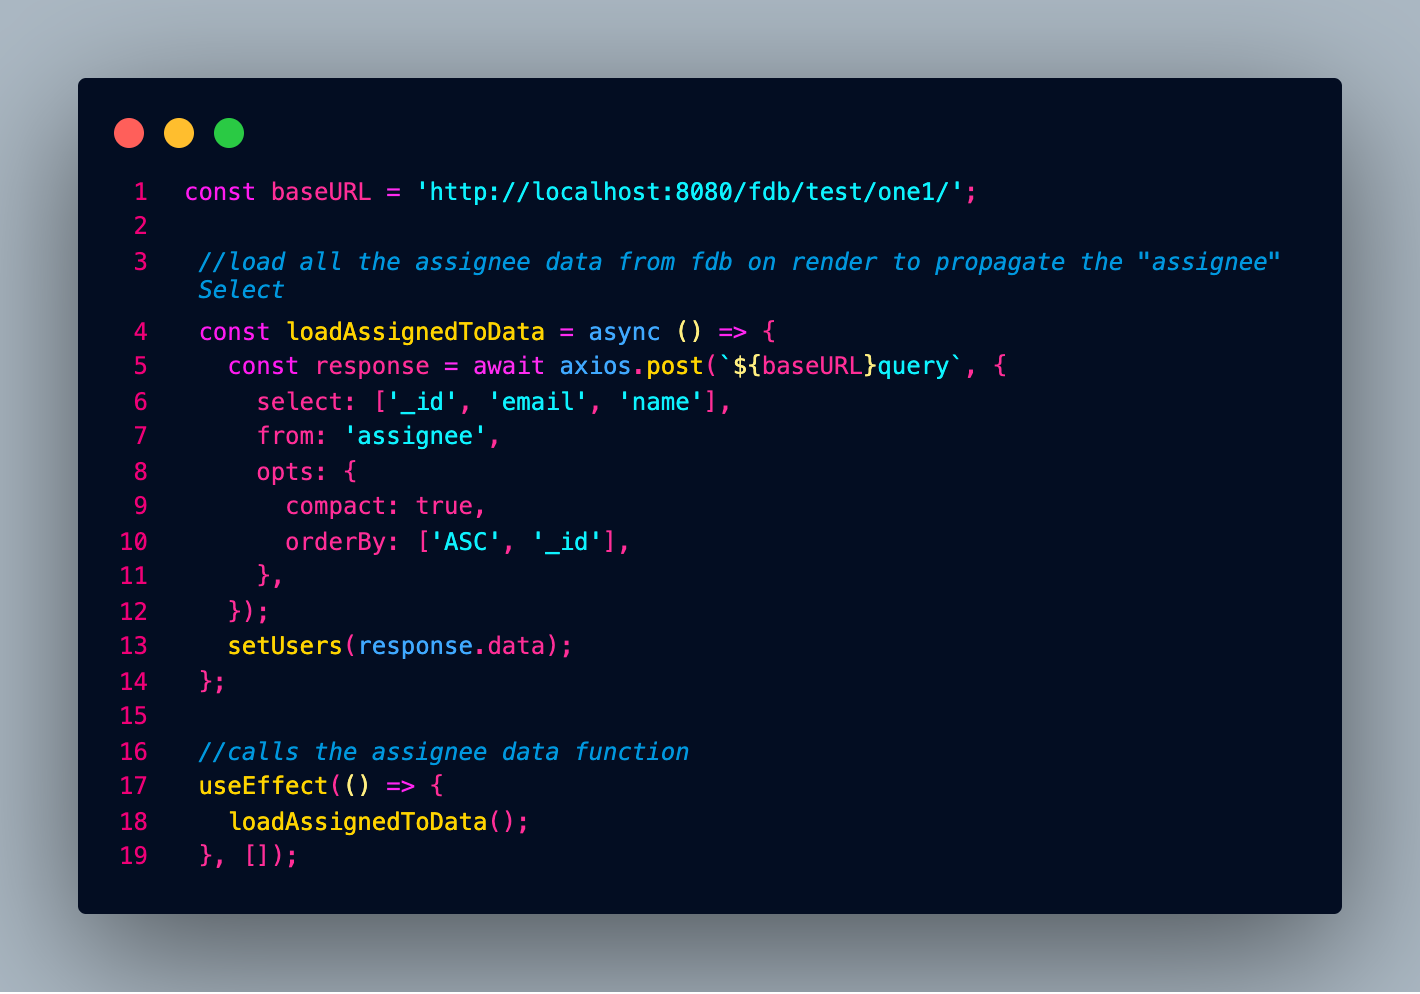 1 const baseURL = 'http://localhost:8080/fdb/test/one1/';
2
3 //load all the assignee data from fdb on render to propagate the "assignee"
Select
4 const loadAssignedToData = async () => {
5 const response = await axios.post(`${baseURL}query`, {
6 select: ['_id', 'email', 'name'],
7 from: 'assignee',
8 opts: {
9 compact: true,
10 orderBy: ['ASC', '_id'],
11 },
12 });
13 setUsers(response.data);
14 };
15
16 //calls the assignee data function
17 useEffect(() => {
18 loadAssignedToData();
19 }, []);